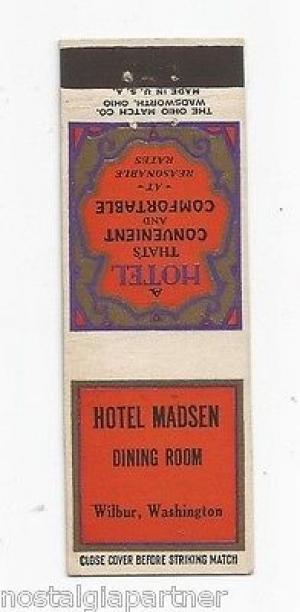 MADE IN U. S. A.
WADSWORTH, OHIO
THE OHIO MATCH CO.
A
HOTEL
THAT'S
CONVENIENT
AND
COMFORTABLE
- AT -
REASONABLE
RATES
HOTEL MADSEN
DINING ROOM
Wilbur, Washington
CLOSE COVER BEFORE STRIKING MATCH
nostalgiapartner